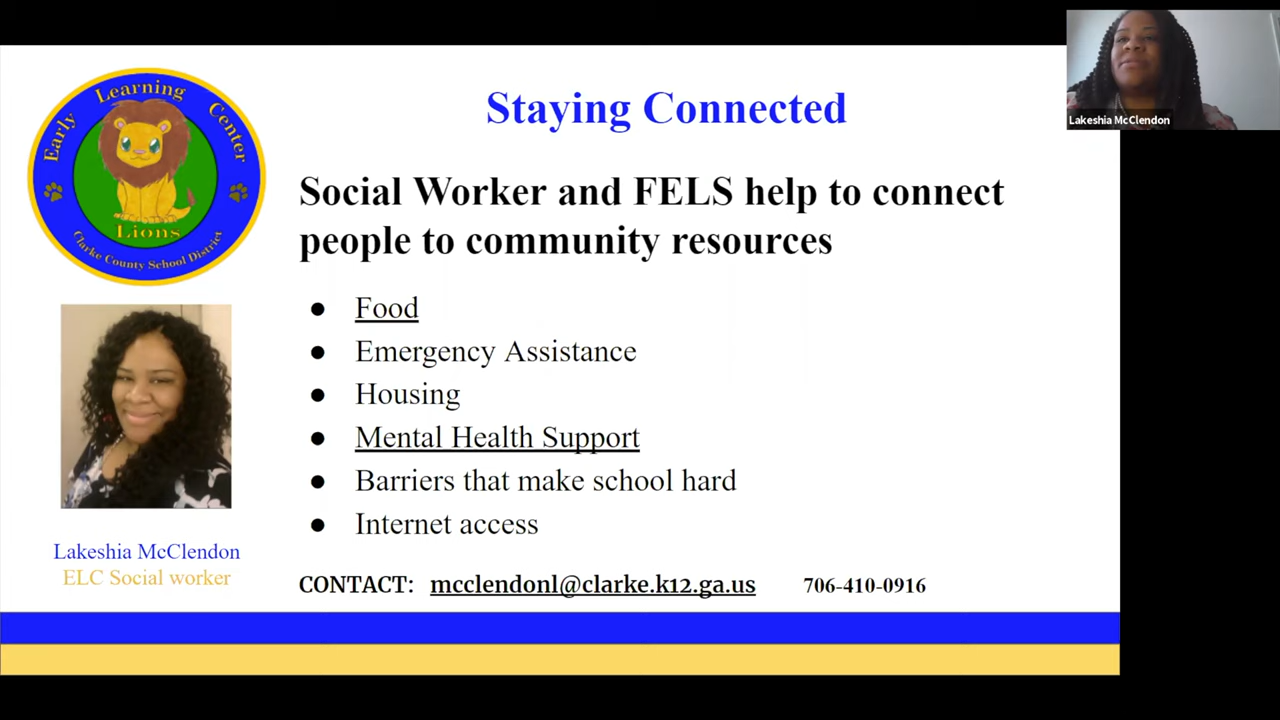 Early Learning Center
Lions
Clarke County School District
Staying Connected
Lakeshia McClendon
Social Worker and FELS help to connect
people to community resources
● Food
● Emergency Assistance
● Housing
● Mental Health Support
● Barriers that make school hard
● Internet access
Lakeshia McClendon
ELC Social worker
CONTACT: mcclendonl@clarke.k12.ga.us 706-410-0916